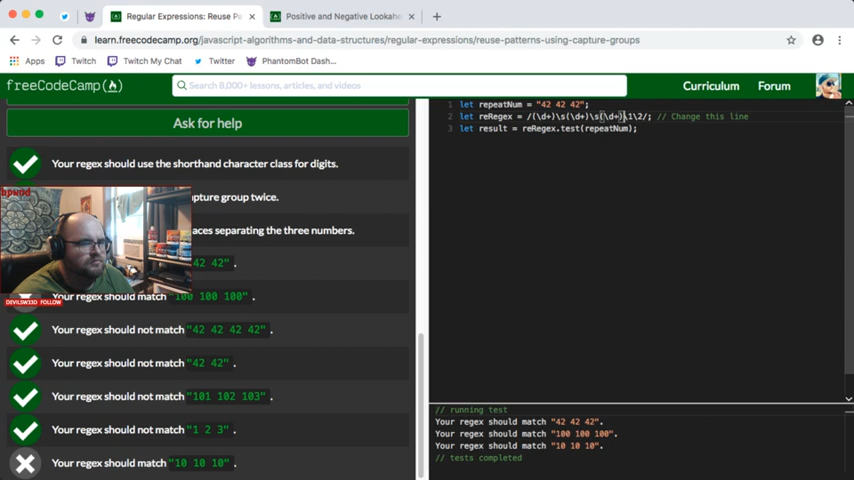 Regular Expressions: Reuse Pa
Positive and Negative Lookahe
learn.freecodecamp.org/javascript-algorithms-and-data-structures/regular-expressions/reuse-patterns-using-capture-groups
Apps
Twitch
Twitch My Chat
Twitter
PhantomBot Dash...
freeCodeCamp
Search 8,000+ lessons, articles, and videos
Curriculum
Forum
Ask for help
Your regex should use the shorthand character class for digits.
apture group twice.
aces separating the three numbers.
42 42".
Your regex should match "100 100 100".
Your regex should not match "42 42 42 42".
Your regex should not match "42 42".
Your regex should not match "101 102 103".
Your regex should not match "1 2 3".
Your regex should match "10 10 10".
DEVILSW33D FOLLOW
1 let repeatNum = "42 42 42";
2 let reRegex = /(\d+)\s(\d+)\s(\d+)\1\2/; // Change this line
3 let result = reRegex.test(repeatNum);
// running test
Your regex should match "42 42 42".
Your regex should match "100 100 100".
Your regex should match "10 10 10".
// tests completed